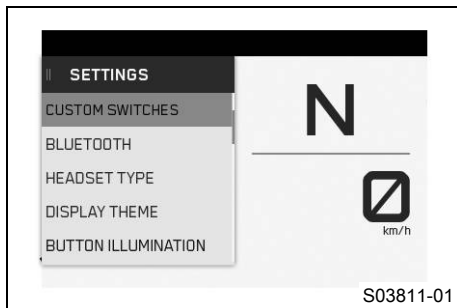 SETTINGS
CUSTOM SWITCHES
BLUETOOTH
HEADSET TYPE
DISPLAY THEME
BUTTON ILLUMINATION
N
0
km/h
S03811-01